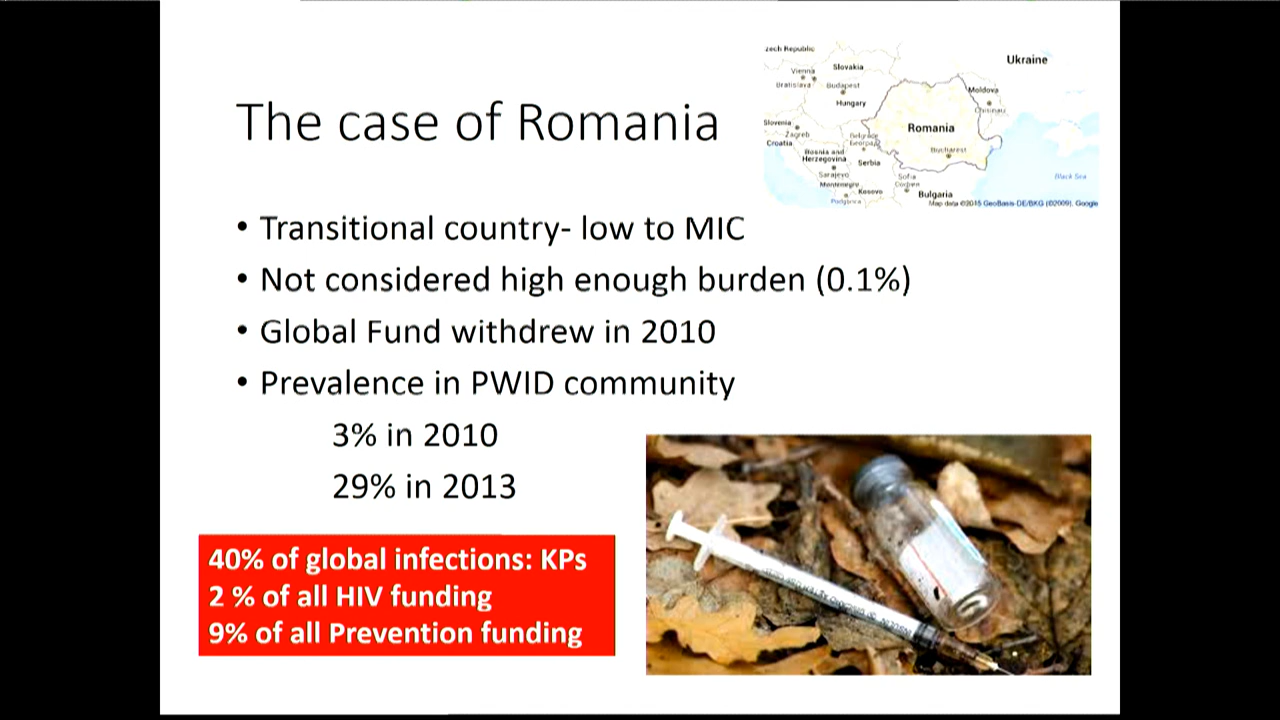 The case of Romania
zech Republic
Vienna
Bratislava
Slovakia
Budapest
Hungary
Ukraine
Moldova
Chisinau
Slovenia
Zagreb
Croatia
Romania
Bucharest
Belgrade
Bosnia and
Herzegovina
Serbia
Sarajevo
Montenegro
Kosovo
Podgorica
Bulgaria
Black Sea
Map data ©2015 GeoBasis-DE/BKG (©2009), Google
• Transitional country- low to MIC
• Not considered high enough burden (0.1%)
• Global Fund withdrew in 2010
• Prevalence in PWID community
3% in 2010
29% in 2013
40% of global infections: KPs
2 % of all HIV funding
9% of all Prevention funding